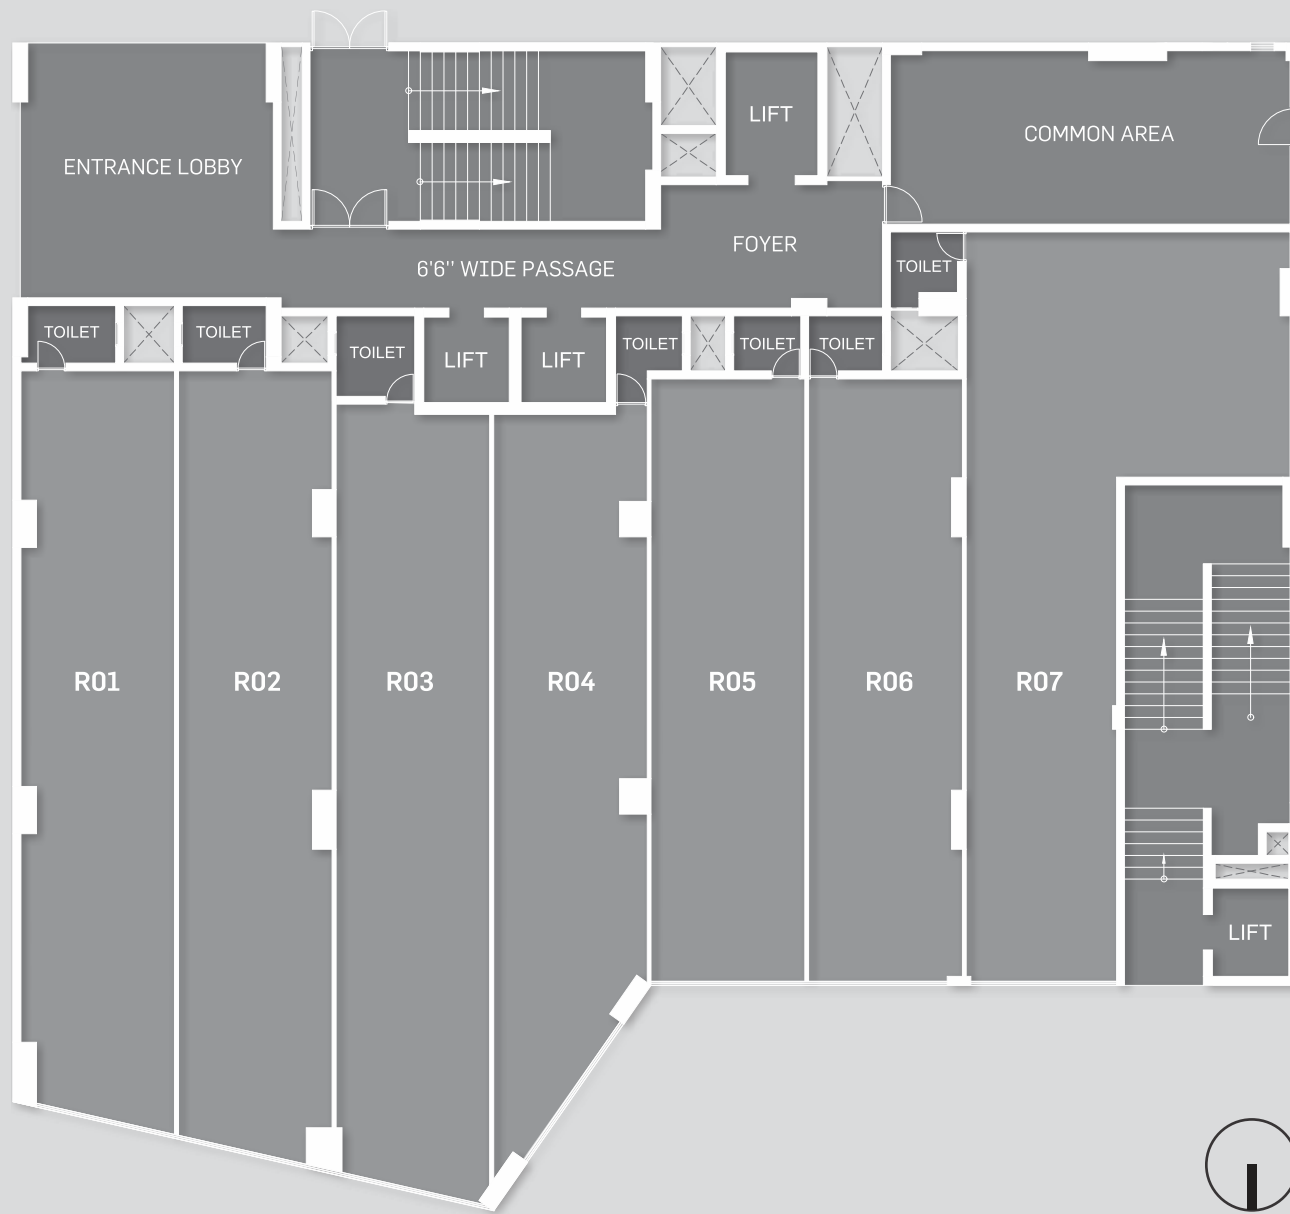 LIFT
COMMON AREA
ENTRANCE LOBBY
FOYER
6'6'' WIDE PASSAGE
TOILET
TOILET
TOILET
TOILET
LIFT
LIFT
TOILET
TOILET
TOILET
R01
R02
R03
R04
R05
R06
R07
LIFT